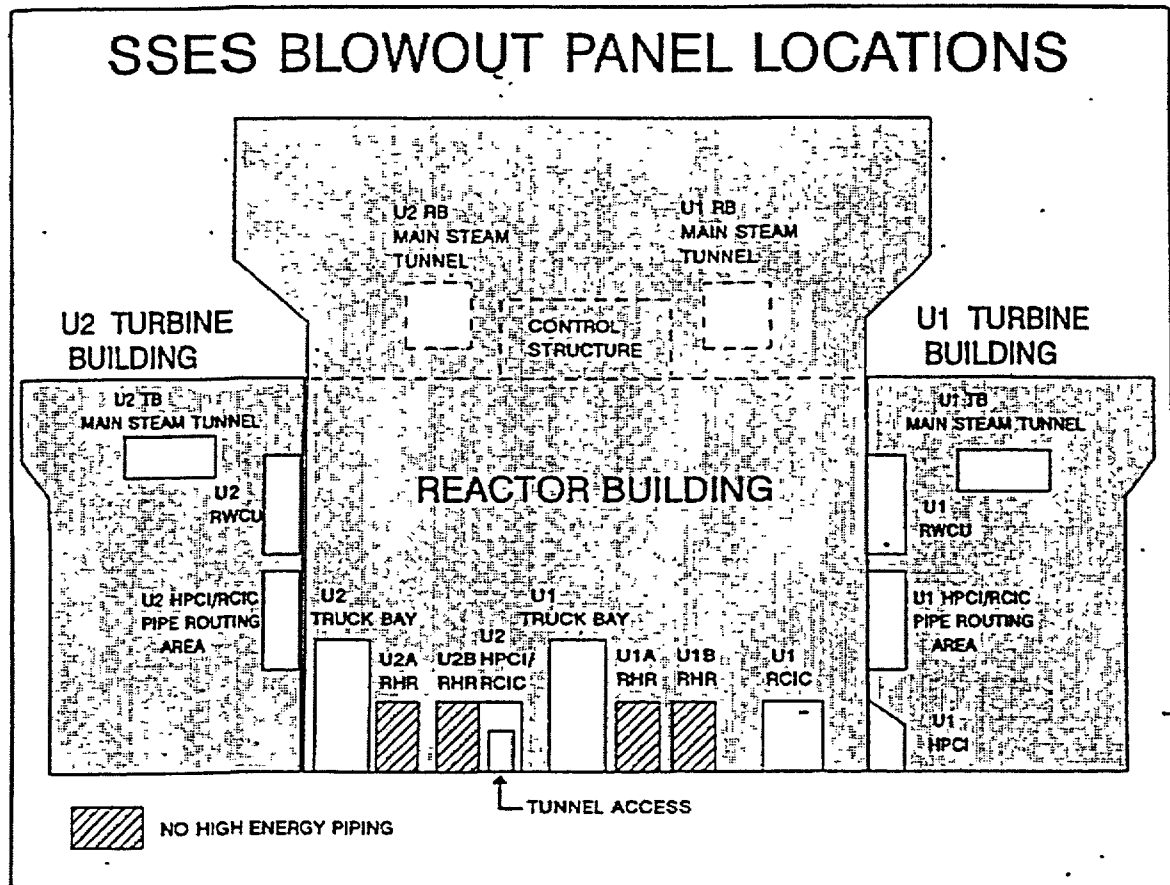 SSES BLOWOUT PANEL LOCATIONS
U2 RB
MAIN STEAM
TUNNEL
U1 RB
MAIN STEAM
TUNNEL
CONTROL
STRUCTURE
U2 TURBINE
BUILDING
U1 TURBINE
BUILDING
U2 TB
MAIN STEAM TUNNEL
U1 TB
MAIN STEAM TUNNEL
REACTOR BUILDING
U2
RWCU
U1
RWCU
U2 HPCI/RCIC
PIPE ROUTING
AREA
U2
TRUCK BAY
U1
TRUCK BAY
U1 HPCI/RCIC
PIPE ROUTING
AREA
U2A
RHR
U2B
RHR
U2
HPCI/
RCIC
U1A
RHR
U1B
RHR
U1
RCIC
U1
HPCI
TUNNEL ACCESS
NO HIGH ENERGY PIPING